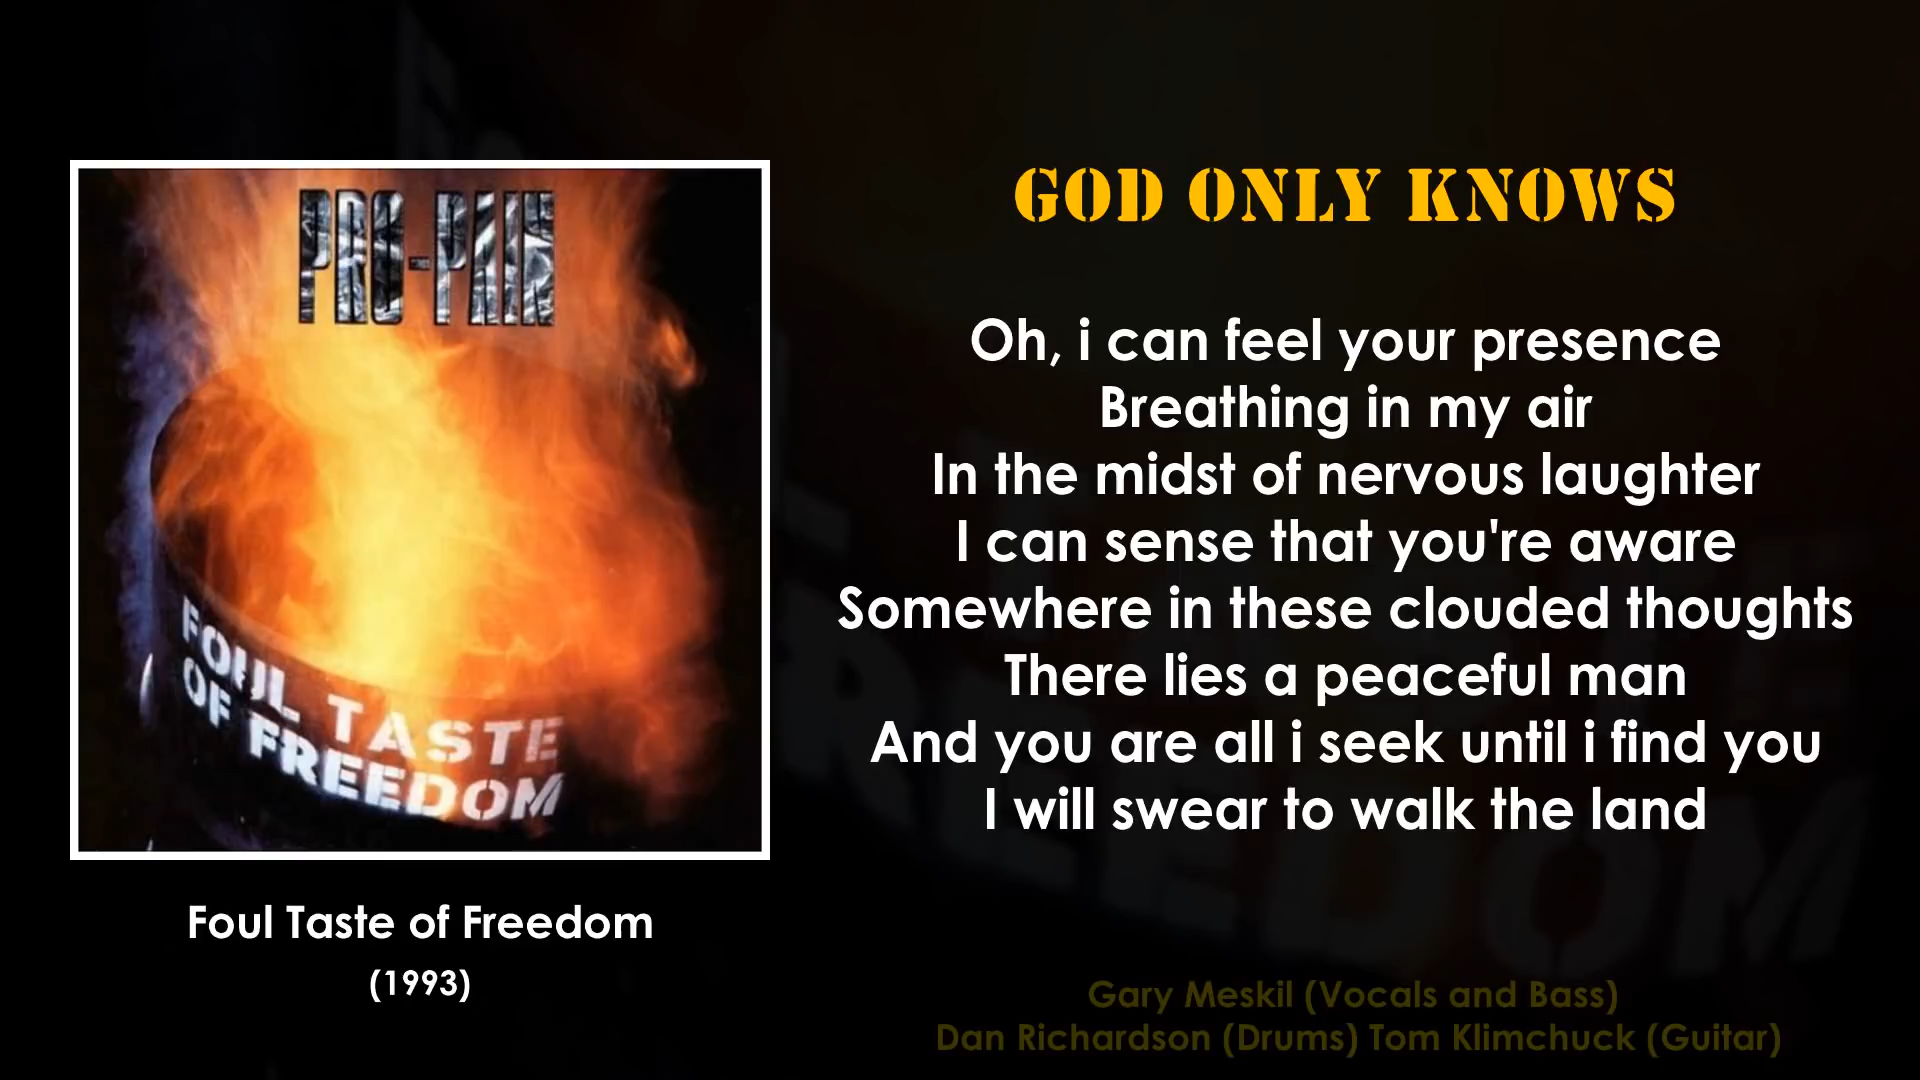 PRO-PAIN
FOUL TASTE
OF FREEDOM
Foul Taste of Freedom
(1993)
GOD ONLY KNOWS
Oh, i can feel your presence
Breathing in my air
In the midst of nervous laughter
I can sense that you're aware
Somewhere in these clouded thoughts
There lies a peaceful man
And you are all i seek until i find you
I will swear to walk the land
Gary Meskil (Vocals and Bass)
Dan Richardson (Drums) Tom Klimchuck (Guitar)